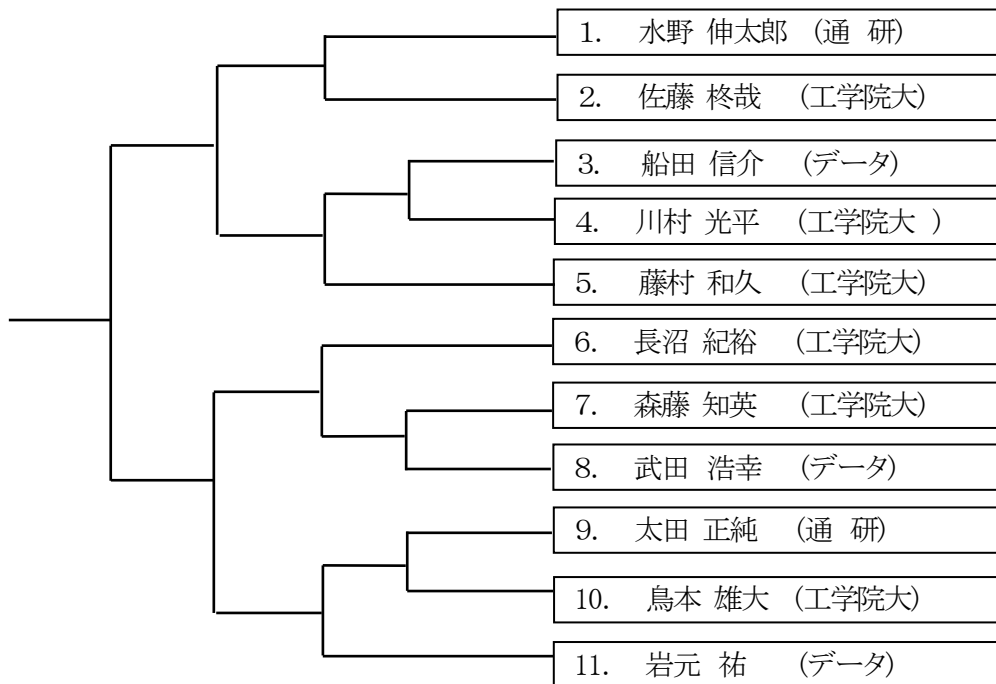 1. 水野 伸太郎 (通 研)
2. 佐藤 柊哉 (工学院大)
3. 船田 信介 (データ)
4. 川村 光平 (工学院大 )
5. 藤村 和久 (工学院大)
6. 長沼 紀裕 (工学院大)
7. 森藤 知英 (工学院大)
8. 武田 浩幸 (データ)
9. 太田 正純 (通 研)
10. 鳥本 雄大 (工学院大)
11. 岩元 祐 (データ)